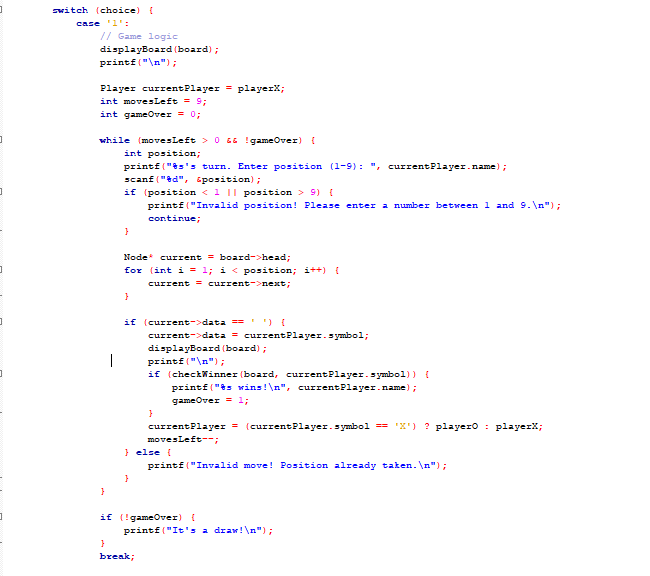 switch (choice) {
case '1':
// Game logic
displayBoard(board);
printf("\n");
Player currentPlayer = playerX;
int movesLeft = 9;
int gameOver = 0;
while (movesLeft > 0 && !gameOver) {
int position;
printf("%s's turn. Enter position (1-9): ", currentPlayer.name);
scanf("%d", &position);
if (position < 1 || position > 9) {
printf("Invalid position! Please enter a number between 1 and 9.\n");
continue;
}
Node* current = board->head;
for (int i = 1; i < position; i++) {
current = current->next;
}
if (current->data == ' ') {
current->data = currentPlayer.symbol;
displayBoard(board);
printf("\n");
if (checkWinner(board, currentPlayer.symbol)) {
printf("%s wins!\n", currentPlayer.name);
gameOver = 1;
}
currentPlayer = (currentPlayer.symbol == 'X') ? playerO : playerX;
movesLeft--;
} else {
printf("Invalid move! Position already taken.\n");
}
}
if (!gameOver) {
printf("It's a draw!\n");
}
break;